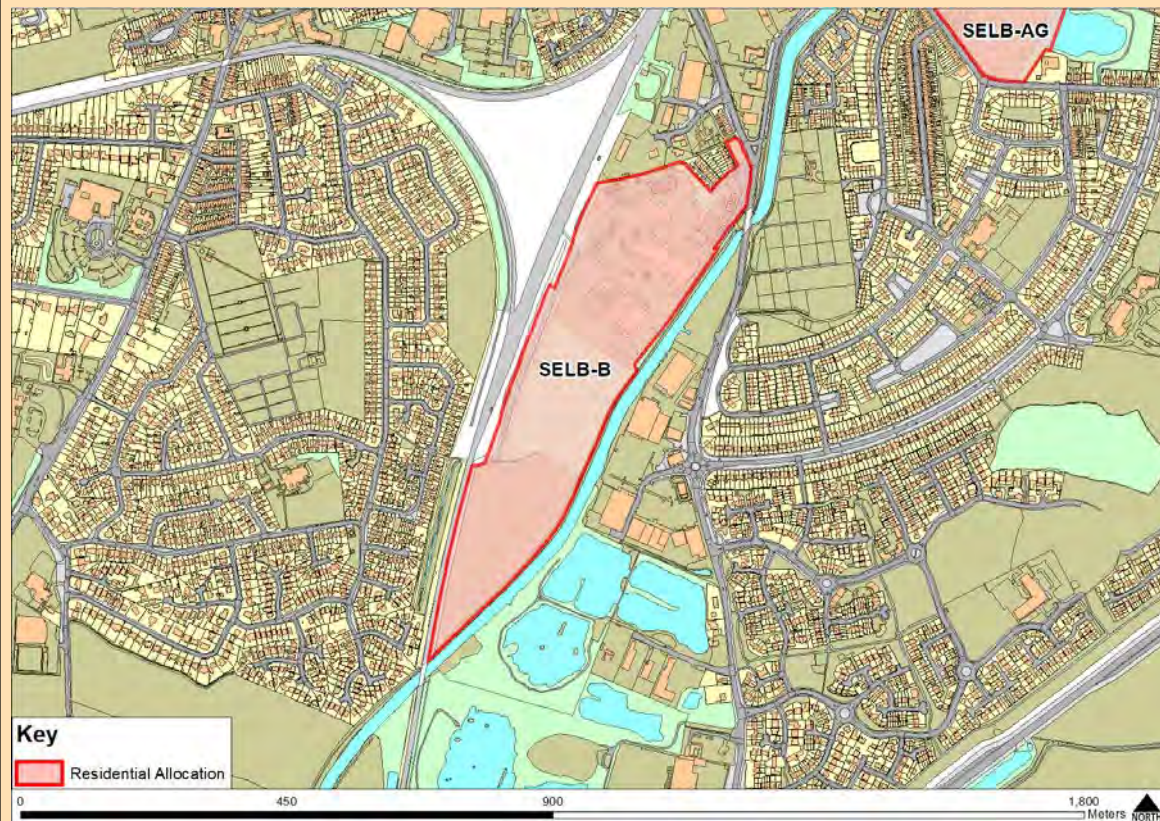 SELB-AG
SELB-B
Key
Residential Allocation
0 450 900 1,800
Meters NORTH